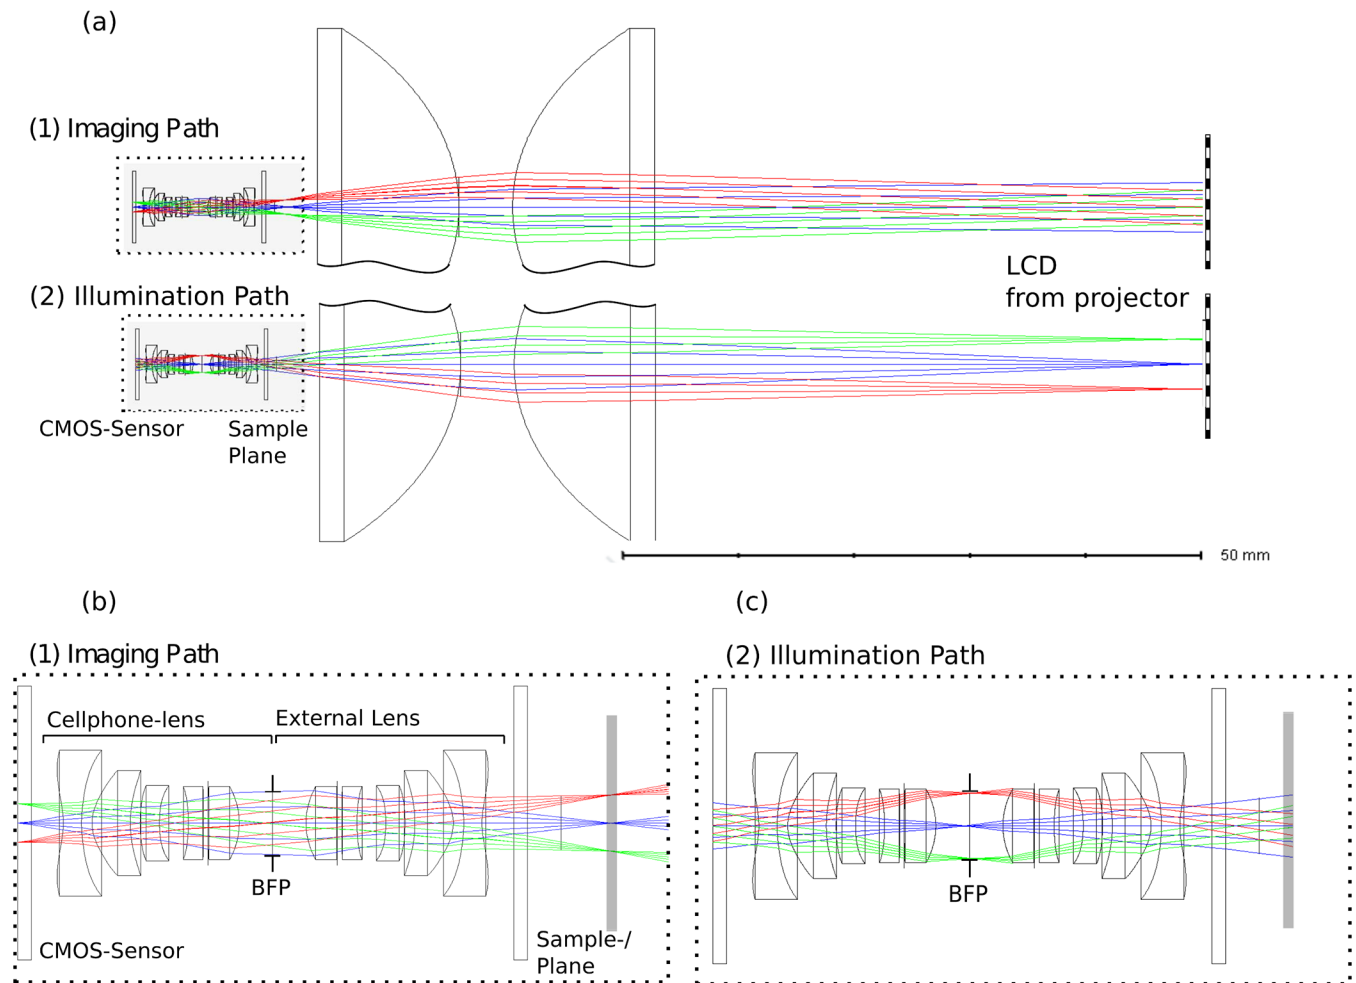 (a)
(1) Imaging Path
LCD
from projector
(2) Illumination Path
CMOS-Sensor
Sample
Plane
50 mm
(b)
(1) Imaging Path
Cellphone-lens
External Lens
BFP
CMOS-Sensor
Sample-/
Plane
(c)
(2) Illumination Path
BFP